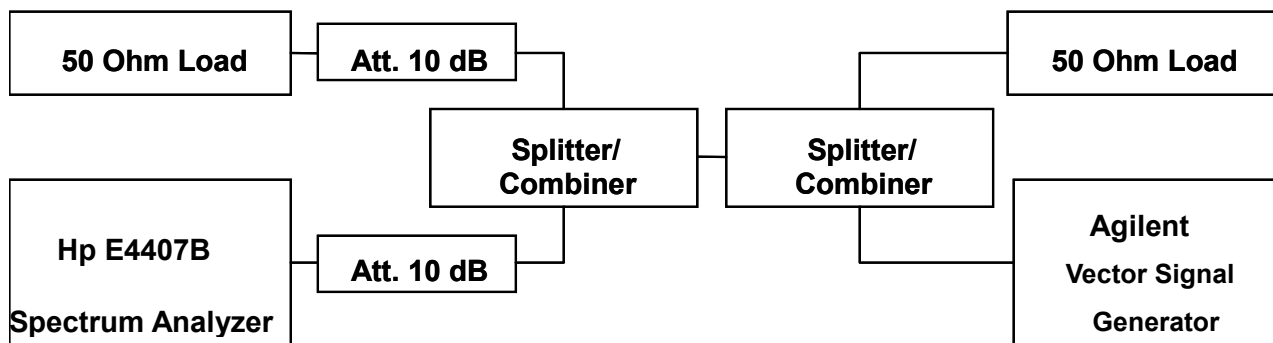 50 Ohm Load
Att. 10 dB
50 Ohm Load
Splitter/
Combiner
Splitter/
Combiner
Hp E4407B
Spectrum Analyzer
Att. 10 dB
Agilent
Vector Signal
Generator